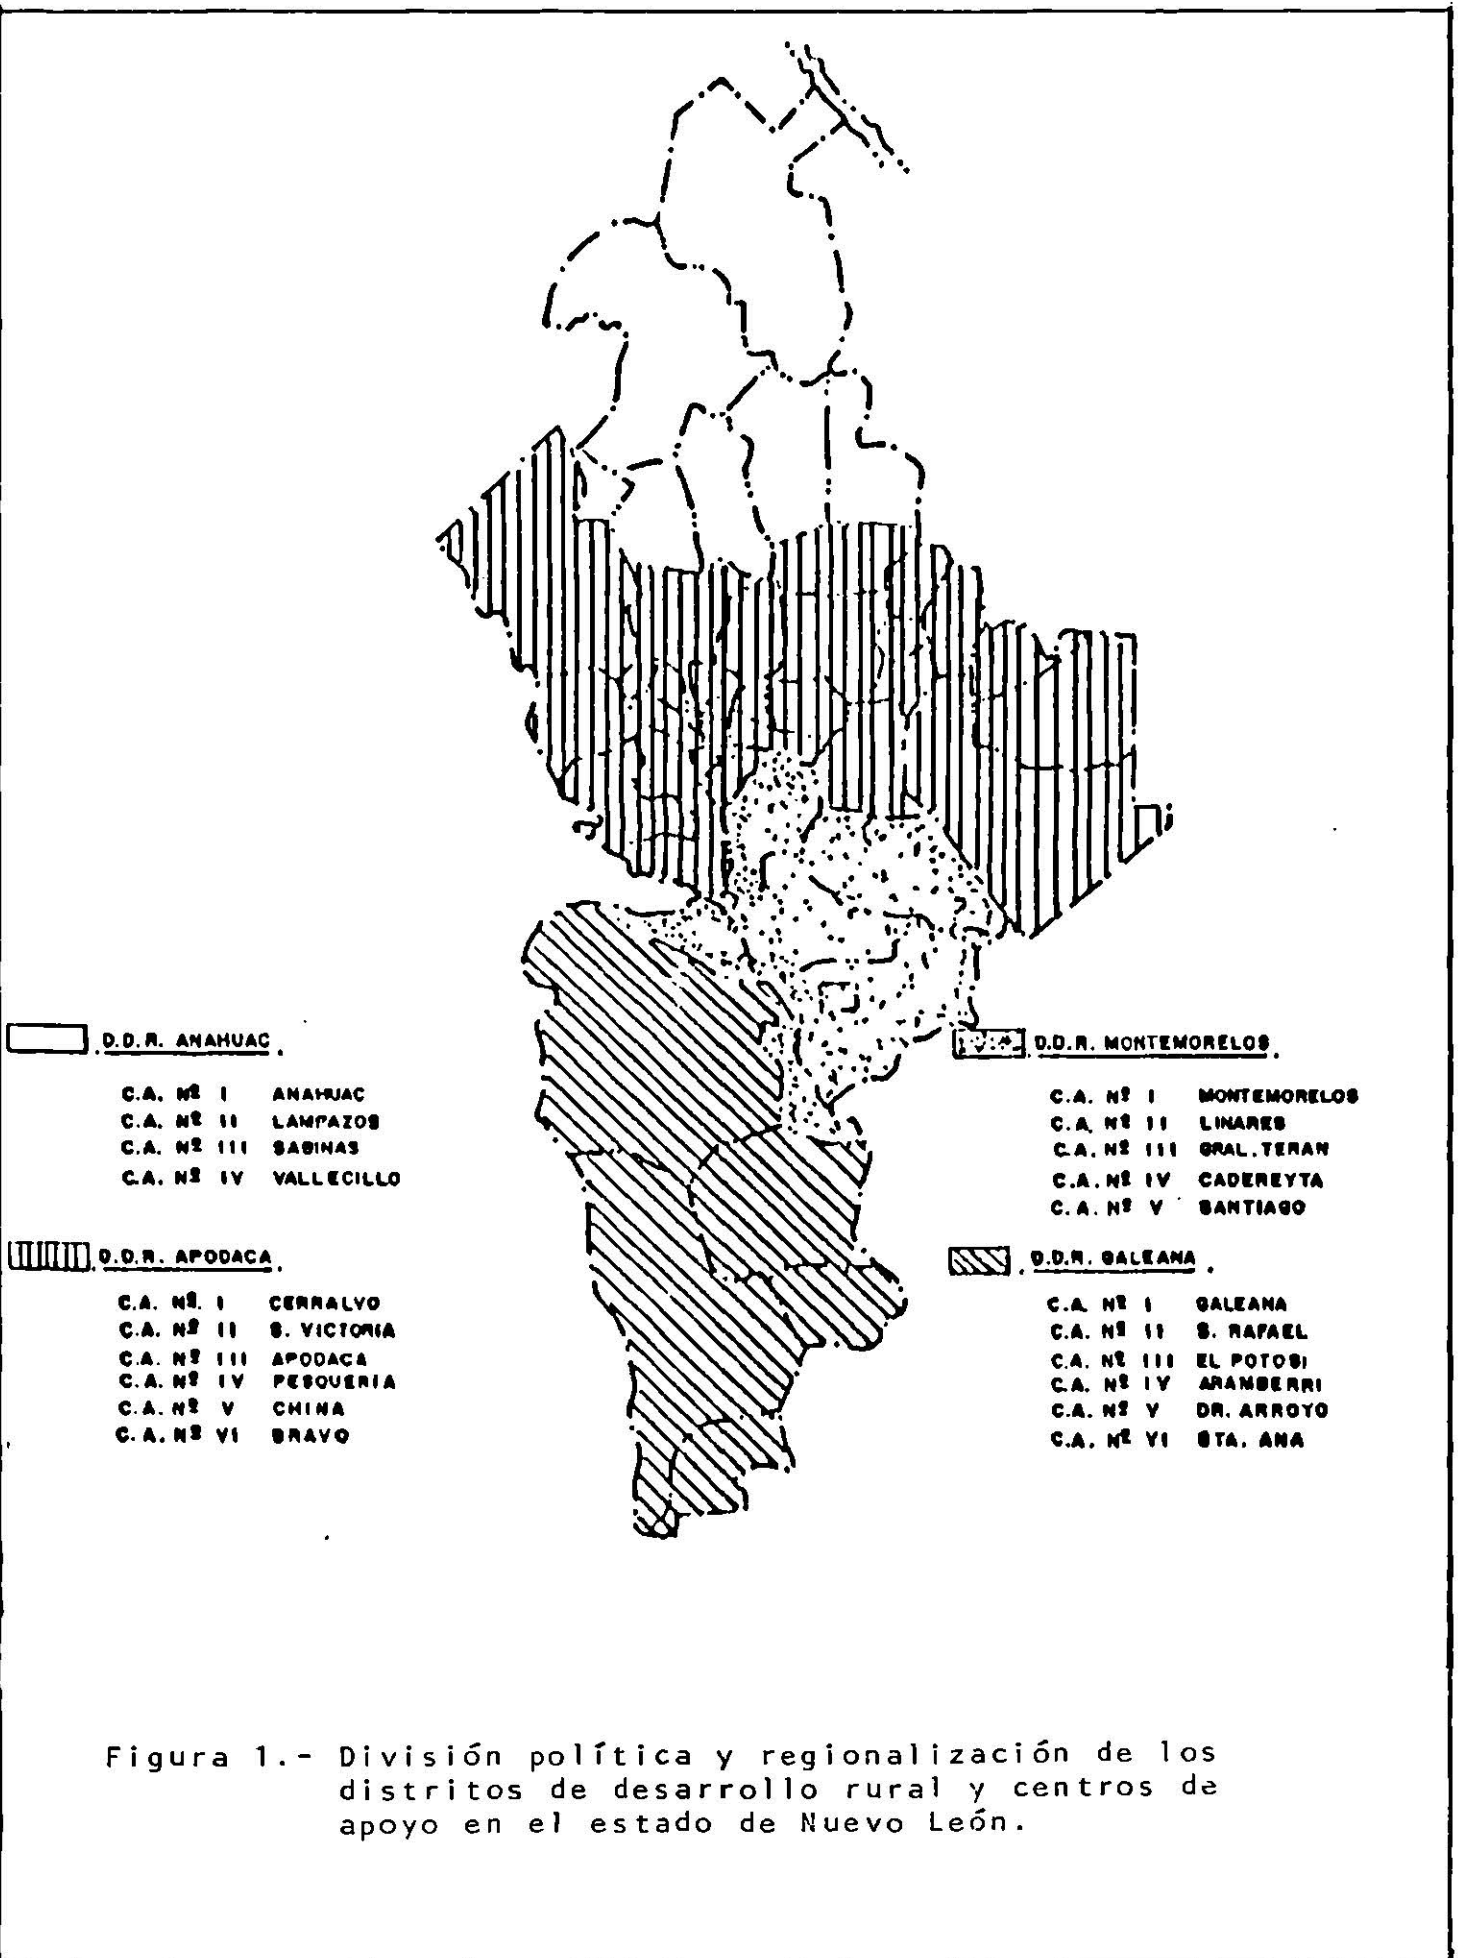 D.D.R. ANAHUAC.
C.A. Nº I ANAHUAC
C.A. Nº II LAMPAZOS
C.A. Nº III SABINAS
C.A. Nº IV VALLECILLO
D.D.R. APODACA.
C.A. Nº. I CERRALVO
C.A. Nº II S. VICTORIA
C.A. Nº III APODACA
C.A. Nº IV PESQUERIA
C.A. Nº V CHINA
C.A. Nº VI BRAVO
D.D.R. MONTEMORELOS.
C.A. Nº I MONTEMORELOS
C.A. Nº II LINARES
C.A. Nº III GRAL. TERAN
C.A. Nº IV CADEREYTA
C.A. Nº V SANTIAGO
D.D.R. GALEANA.
C.A. Nº I GALEANA
C.A. Nº II S. RAFAEL
C.A. Nº III EL POTOSI
C.A. Nº IV ARAMBERRI
C.A. Nº V DR. ARROYO
C.A. Nº VI STA. ANA
Figura 1.- División política y regionalización de los
distritos de desarrollo rural y centros de
apoyo en el estado de Nuevo León.